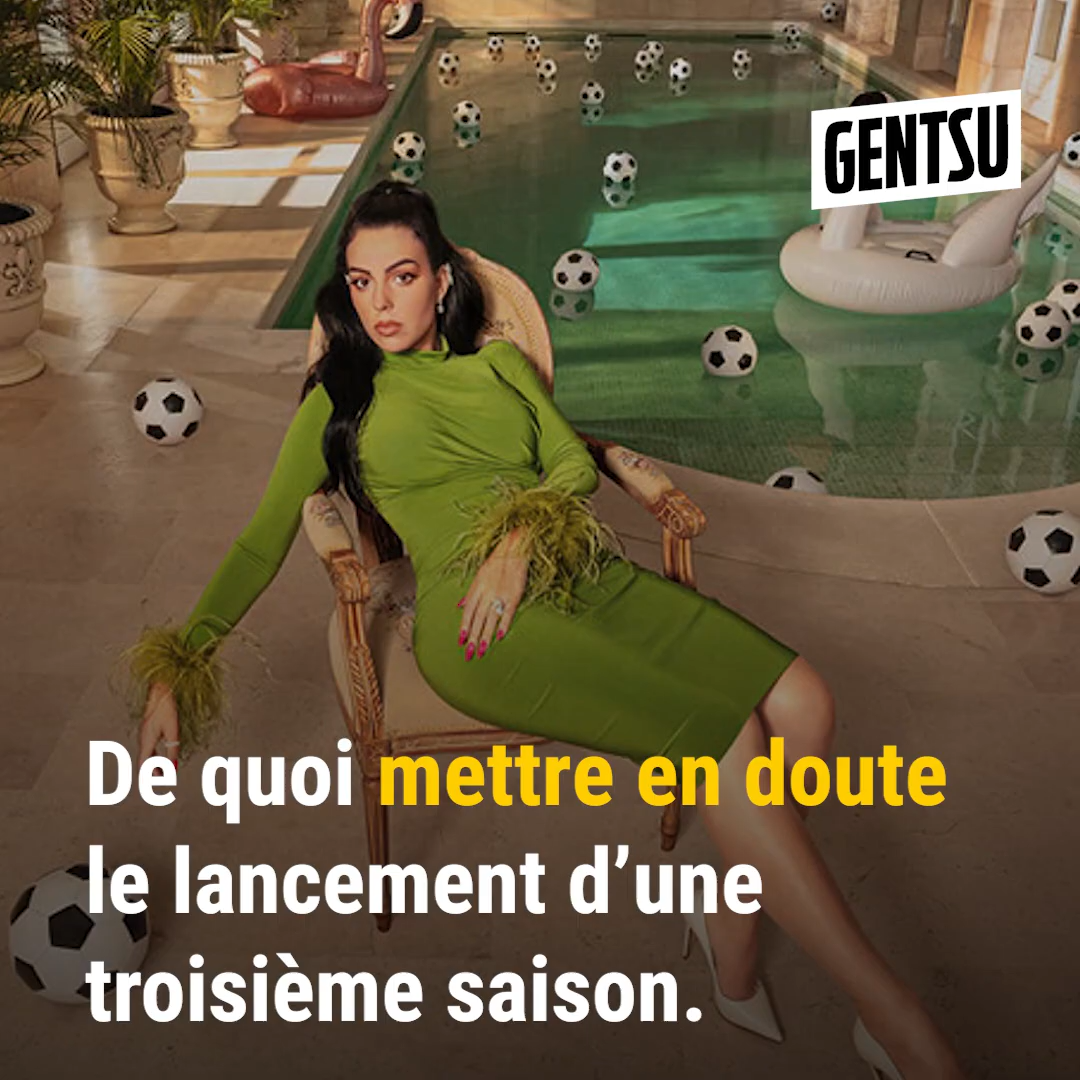 GENTSU
De quoi mettre en doute
le lancement d’une
troisième saison.